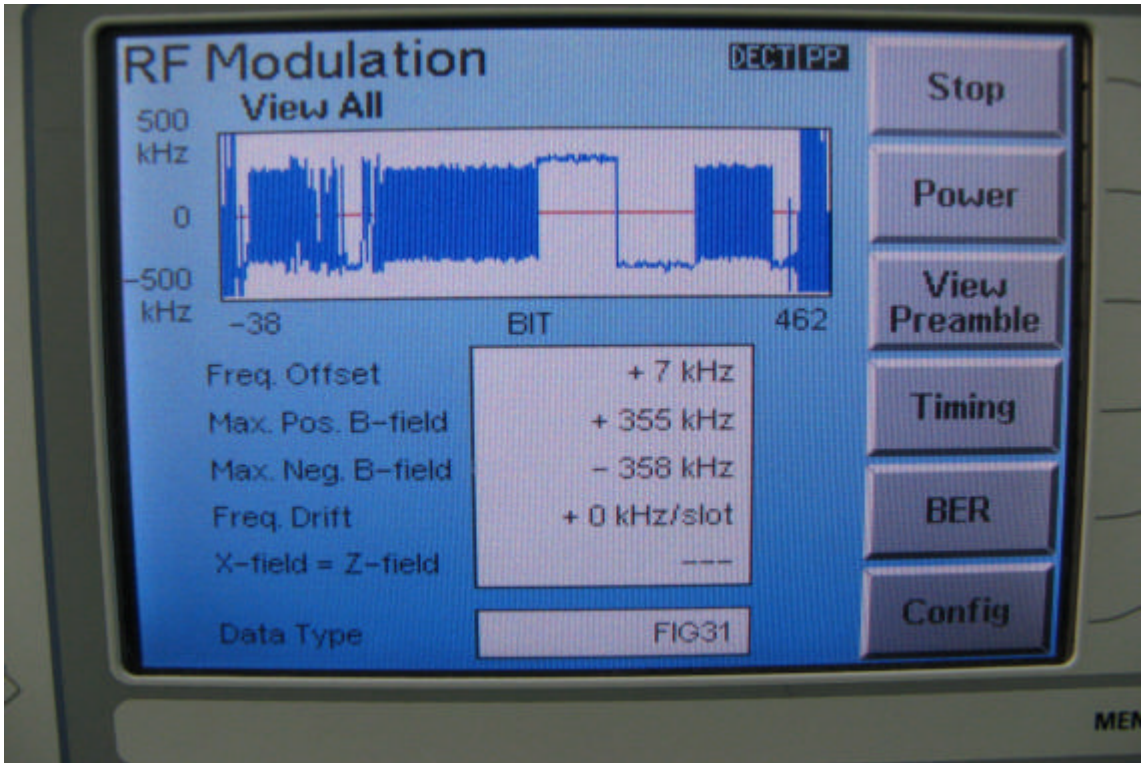 RF Modulation DECT PP
View All
500
kHz
0
-500
kHz
-38 BIT 462
Freq. Offset + 7 kHz
Max. Pos. B-field + 355 kHz
Max. Neg. B-field - 358 kHz
Freq. Drift + 0 kHz/slot
X-field = Z-field ---
Data Type FIG31
Stop
Power
View
Preamble
Timing
BER
Config
MEN